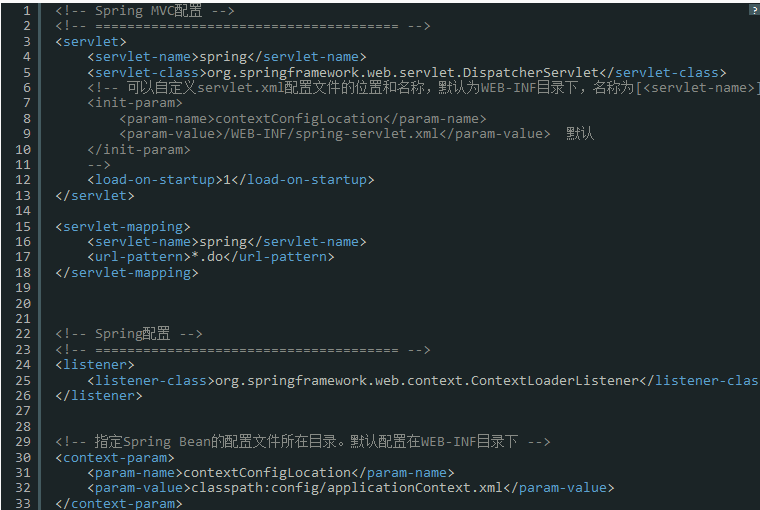 ?
1 <!-- Spring MVC配置 -->
2 <!-- ====================================== -->
3 <servlet>
4 <servlet-name>spring</servlet-name>
5 <servlet-class>org.springframework.web.servlet.DispatcherServlet</servlet-class>
6 <!-- 可以自定义servlet.xml配置文件的位置和名称，默认为WEB-INF目录下，名称为[<servlet-name>]
7 <init-param>
8 <param-name>contextConfigLocation</param-name>
9 <param-value>/WEB-INF/spring-servlet.xml</param-value> 默认
10 </init-param>
11 -->
12 <load-on-startup>1</load-on-startup>
13 </servlet>
14
15 <servlet-mapping>
16 <servlet-name>spring</servlet-name>
17 <url-pattern>*.do</url-pattern>
18 </servlet-mapping>
19
20
21
22 <!-- Spring配置 -->
23 <!-- ====================================== -->
24 <listener>
25 <listener-class>org.springframework.web.context.ContextLoaderListener</listener-clas
26 </listener>
27
28
29 <!-- 指定Spring Bean的配置文件所在目录。默认配置在WEB-INF目录下 -->
30 <context-param>
31 <param-name>contextConfigLocation</param-name>
32 <param-value>classpath:config/applicationContext.xml</param-value>
33 </context-param>